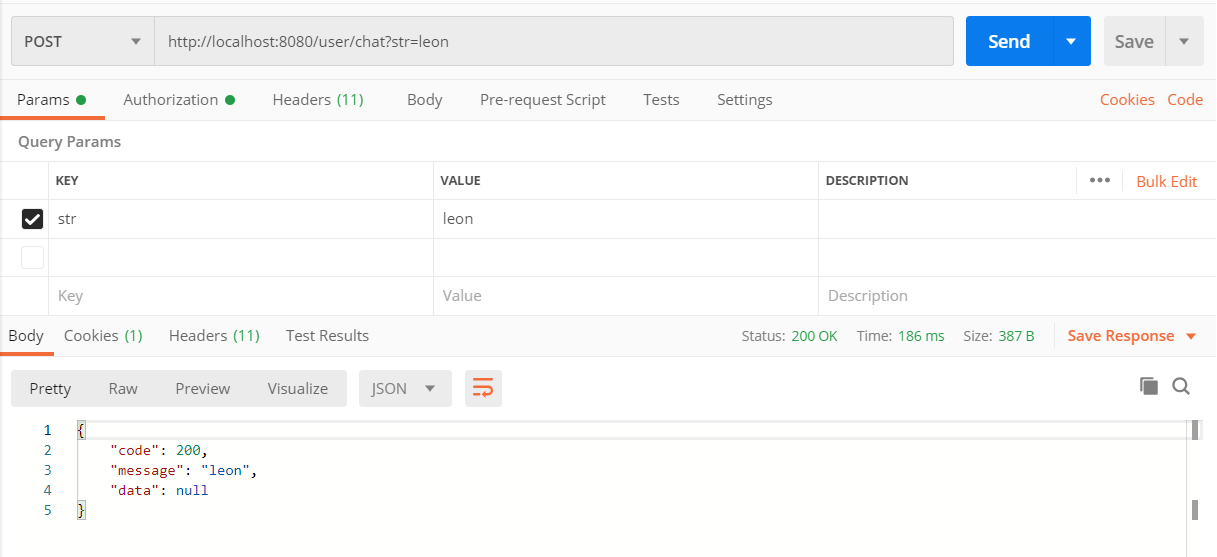 POST http://localhost:8080/user/chat?str=leon Send Save
Params Authorization Headers (11) Body Pre-request Script Tests Settings Cookies Code
Query Params
KEY VALUE DESCRIPTION ••• Bulk Edit
str leon
Key Value Description
Body Cookies (1) Headers (11) Test Results Status: 200 OK Time: 186 ms Size: 387 B Save Response
Pretty Raw Preview Visualize JSON
1 {
2 "code": 200,
3 "message": "leon",
4 "data": null
5 }